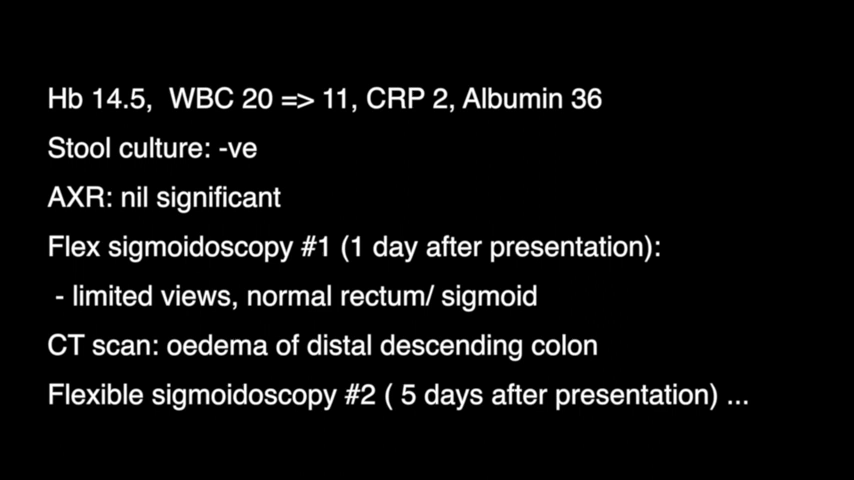 Hb 14.5, WBC 20 => 11, CRP 2, Albumin 36
Stool culture: -ve
AXR: nil significant
Flex sigmoidoscopy #1 (1 day after presentation):
- limited views, normal rectum/ sigmoid
CT scan: oedema of distal descending colon
Flexible sigmoidoscopy #2 ( 5 days after presentation) ...